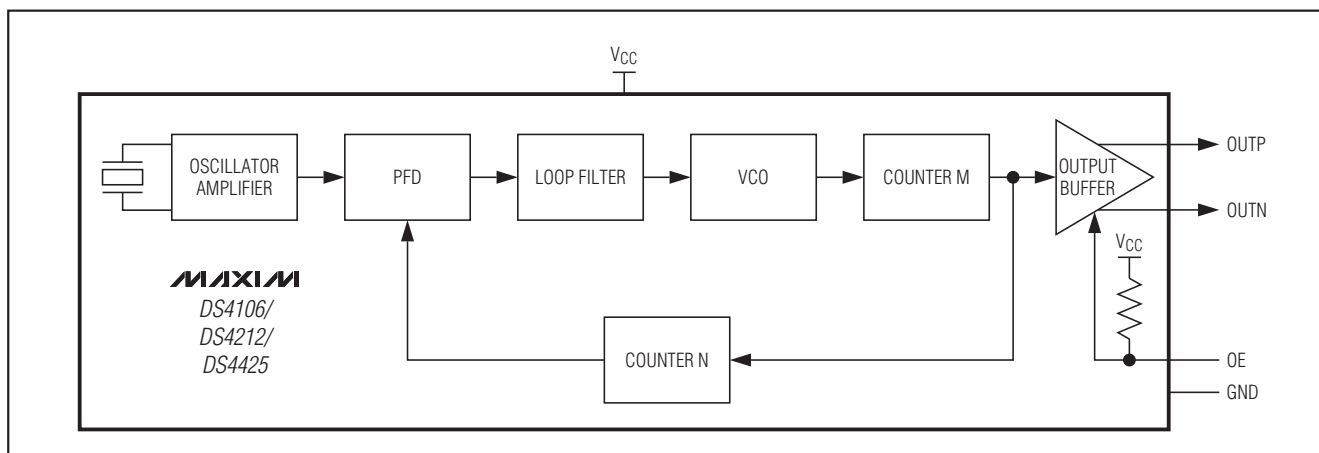 VCC
OSCILLATOR
AMPLIFIER
PFD
LOOP FILTER
VCO
COUNTER M
OUTPUT
BUFFER
OUTP
OUTN
VCC
MAXIM
DS4106/
DS4212/
DS4425
COUNTER N
OE
GND